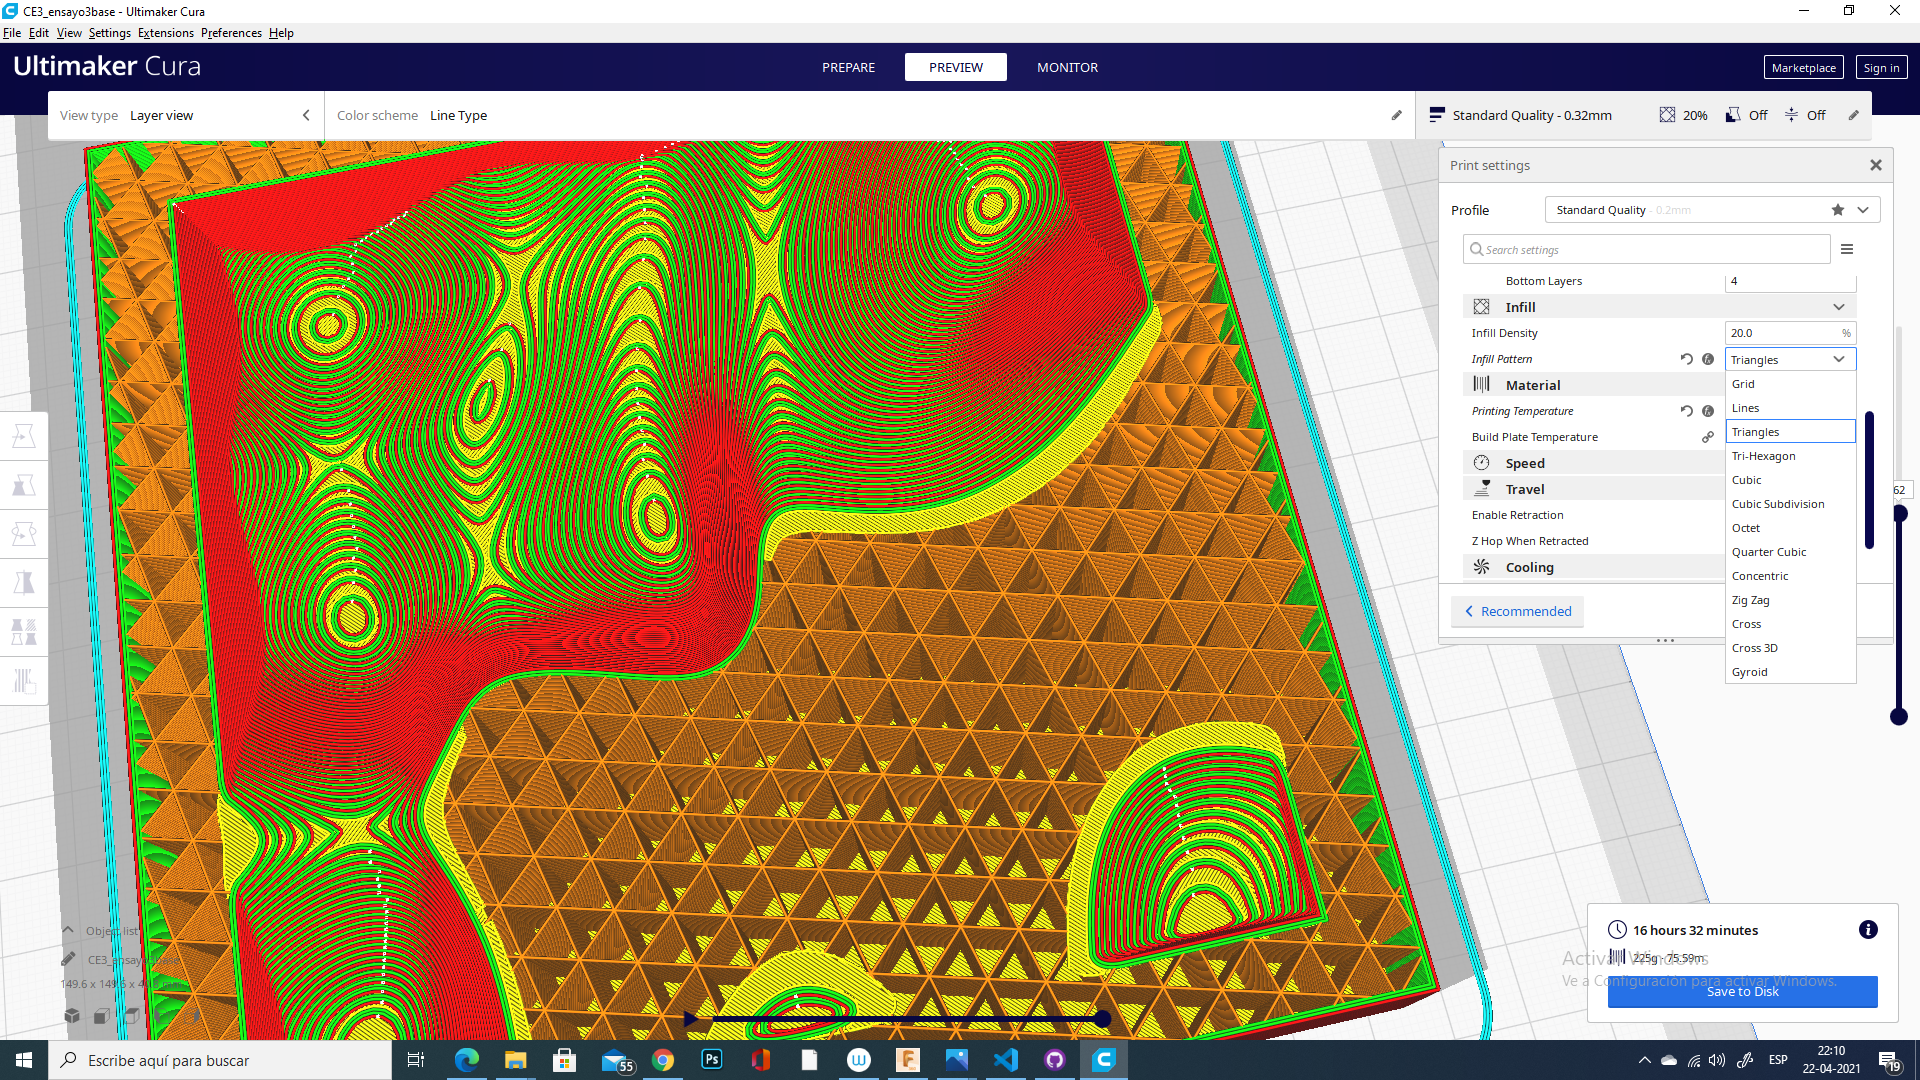 CE3_ensayo3base - Ultimaker Cura
File Edit View Settings Extensions Preferences Help
Ultimaker Cura
PREPARE PREVIEW MONITOR
Marketplace Sign in
View type Layer view
Color scheme Line Type
Standard Quality - 0.32mm 20% Off Off
Print settings
Profile Standard Quality - 0.2mm
Search settings
Bottom Layers 4
Infill
Infill Density 20.0 %
Infill Pattern Triangles
Grid
Material
Lines
Printing Temperature
Triangles
Build Plate Temperature
Tri-Hexagon
Speed
Cubic
Travel
62
Cubic Subdivision
Enable Retraction
Octet
Z Hop When Retracted
Quarter Cubic
Cooling
Concentric
Zig Zag
Recommended
Cross
Cross 3D
Gyroid
Object list
CE3_ensayo3base
16 hours 32 minutes
225g · 75.59m
Activar Windows
Ve a Configuración para activar Windows.
Save to Disk
Escribe aquí para buscar
Ps
55
ESP
22:10
22-04-2021
19